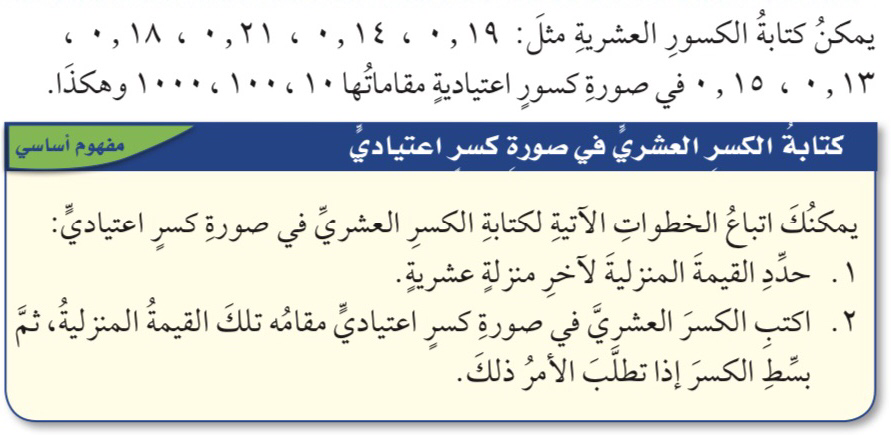 يمكنُ كتابةُ الكسورِ العشريةِ مثلَ: ٠,١٩ ، ٠,١٤ ، ٠,٢١ ، ٠,١٨ ،
٠,١٣ ، ٠,١٥ في صورةِ كسورٍ اعتياديةٍ مقاماتُها ١٠ ، ١٠٠ ، ١٠٠٠ وهكذَا.
كتابةُ الكسرِ العشريِّ في صورةِ كسرٍ اعتياديٍّ
مفهوم أساسي
يمكنُكَ اتباعُ الخطواتِ الآتيةِ لكتابةِ الكسرِ العشريِّ في صورةِ كسرٍ اعتياديٍّ:
١. حدِّدِ القيمةَ المنزليةَ لآخرِ منزلةٍ عشريةٍ.
٢. اكتبِ الكسرَ العشريَّ في صورةِ كسرٍ اعتياديٍّ مقامُه تلكَ القيمةُ المنزليةُ، ثمَّ
بسِّطِ الكسرَ إذا تطلَّبَ الأمرُ ذلكَ.